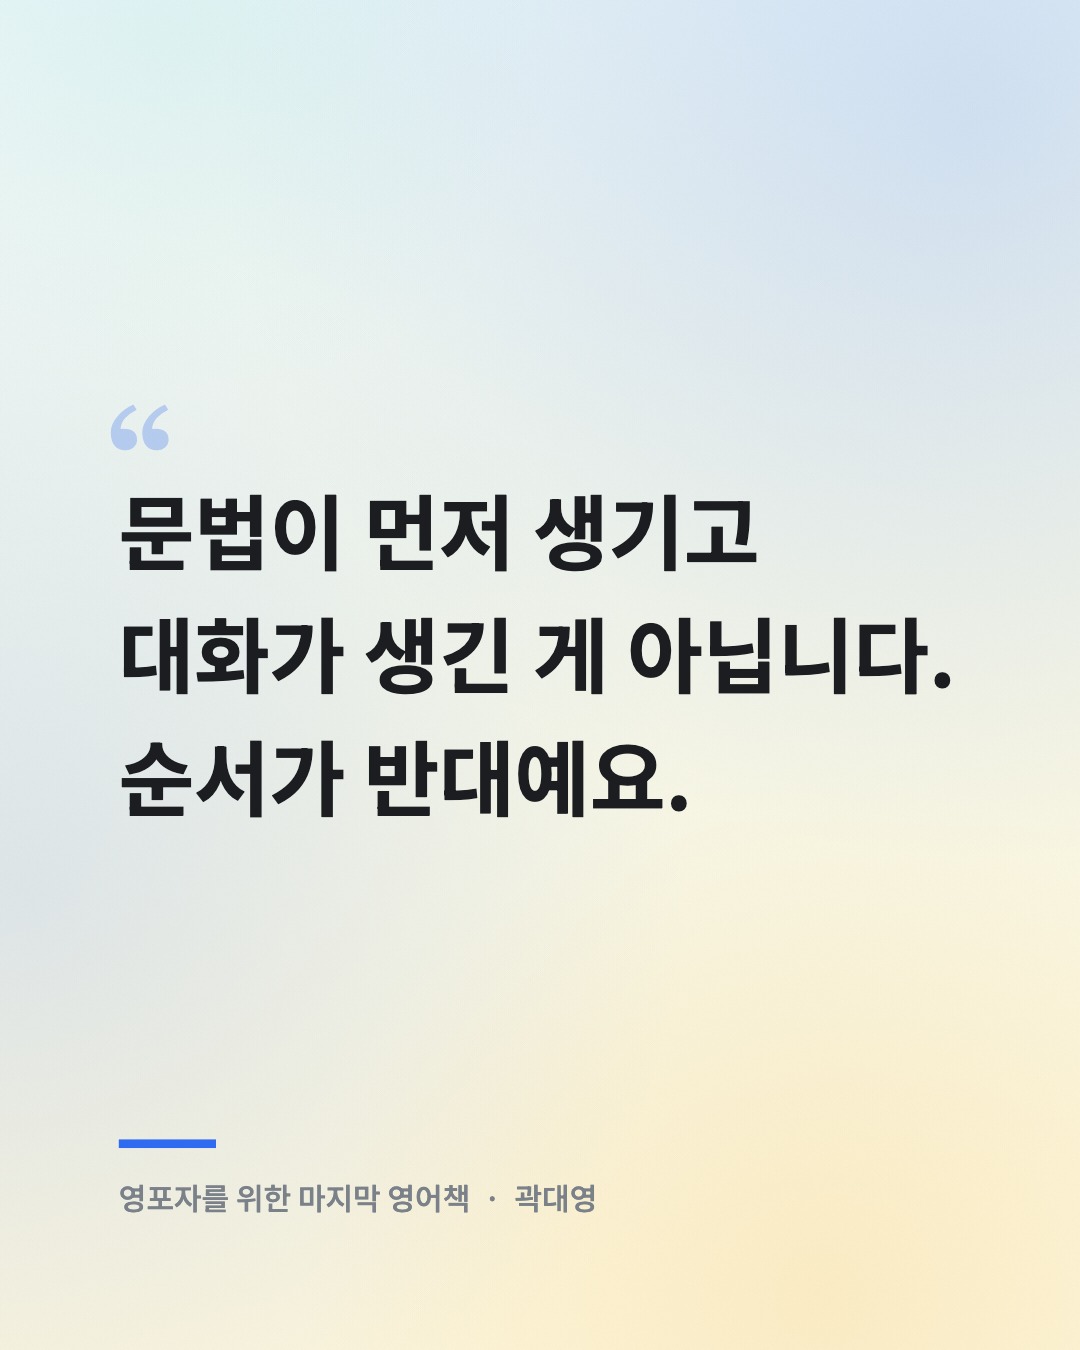 “
문법이 먼저 생기고
대화가 생긴 게 아닙니다.
순서가 반대예요.
영포자를 위한 마지막 영어책 · 곽대영